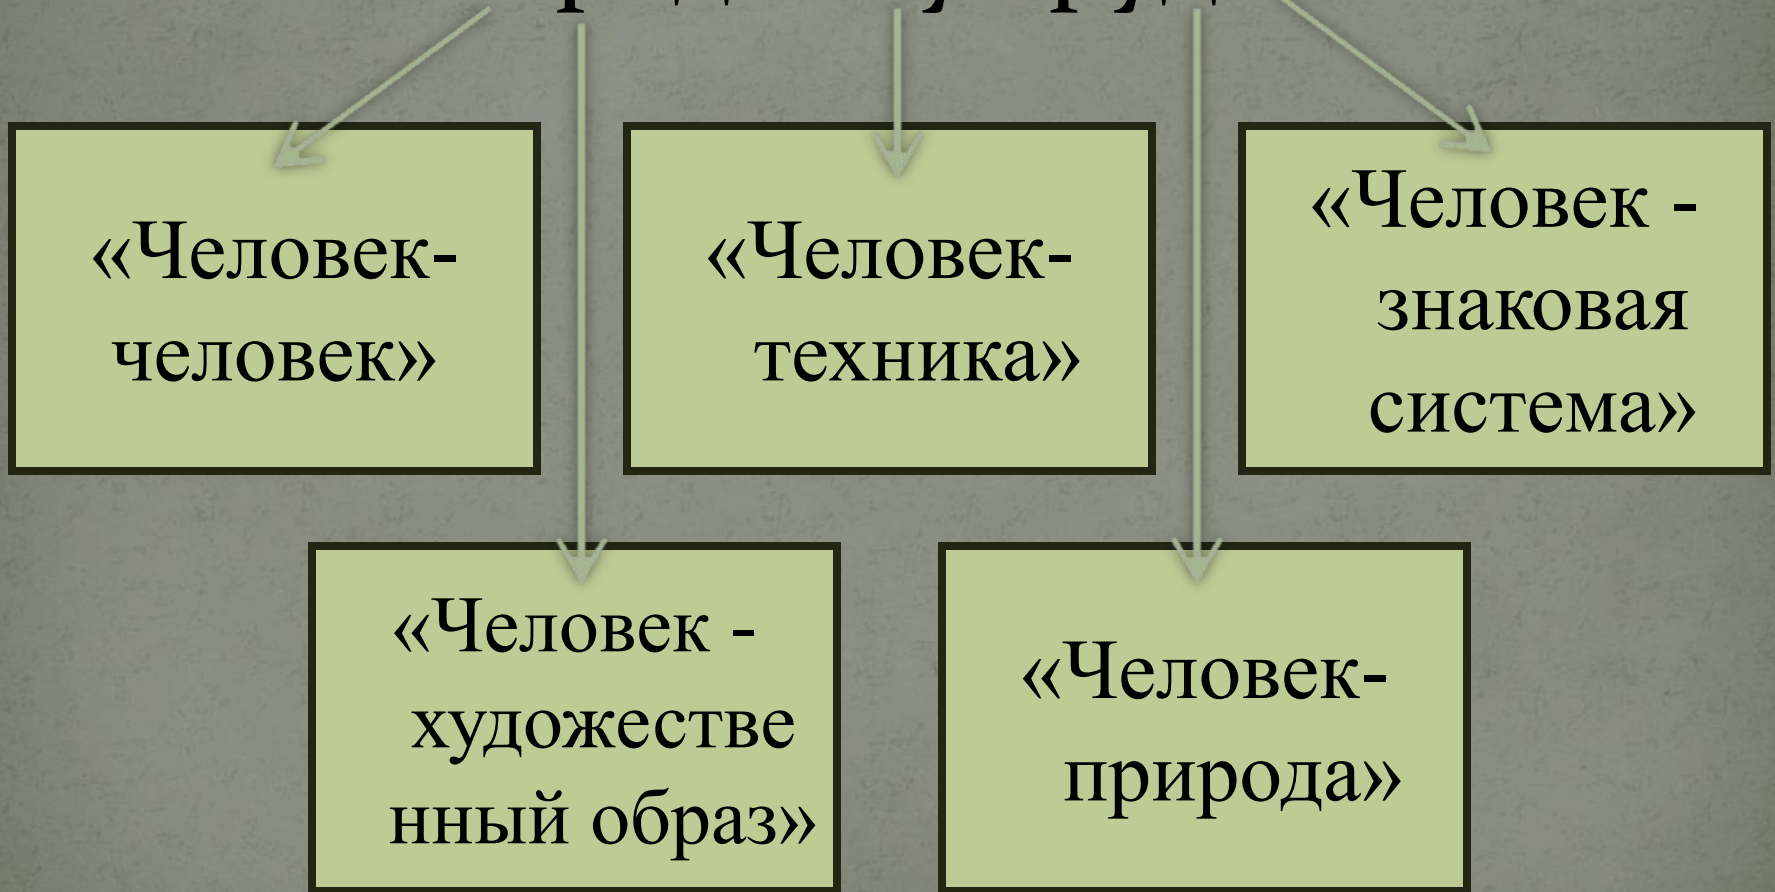 «Человек-
человек»
«Человек-
техника»
«Человек -
знаковая
система»
«Человек -
художестве
нный образ»
«Человек-
природа»